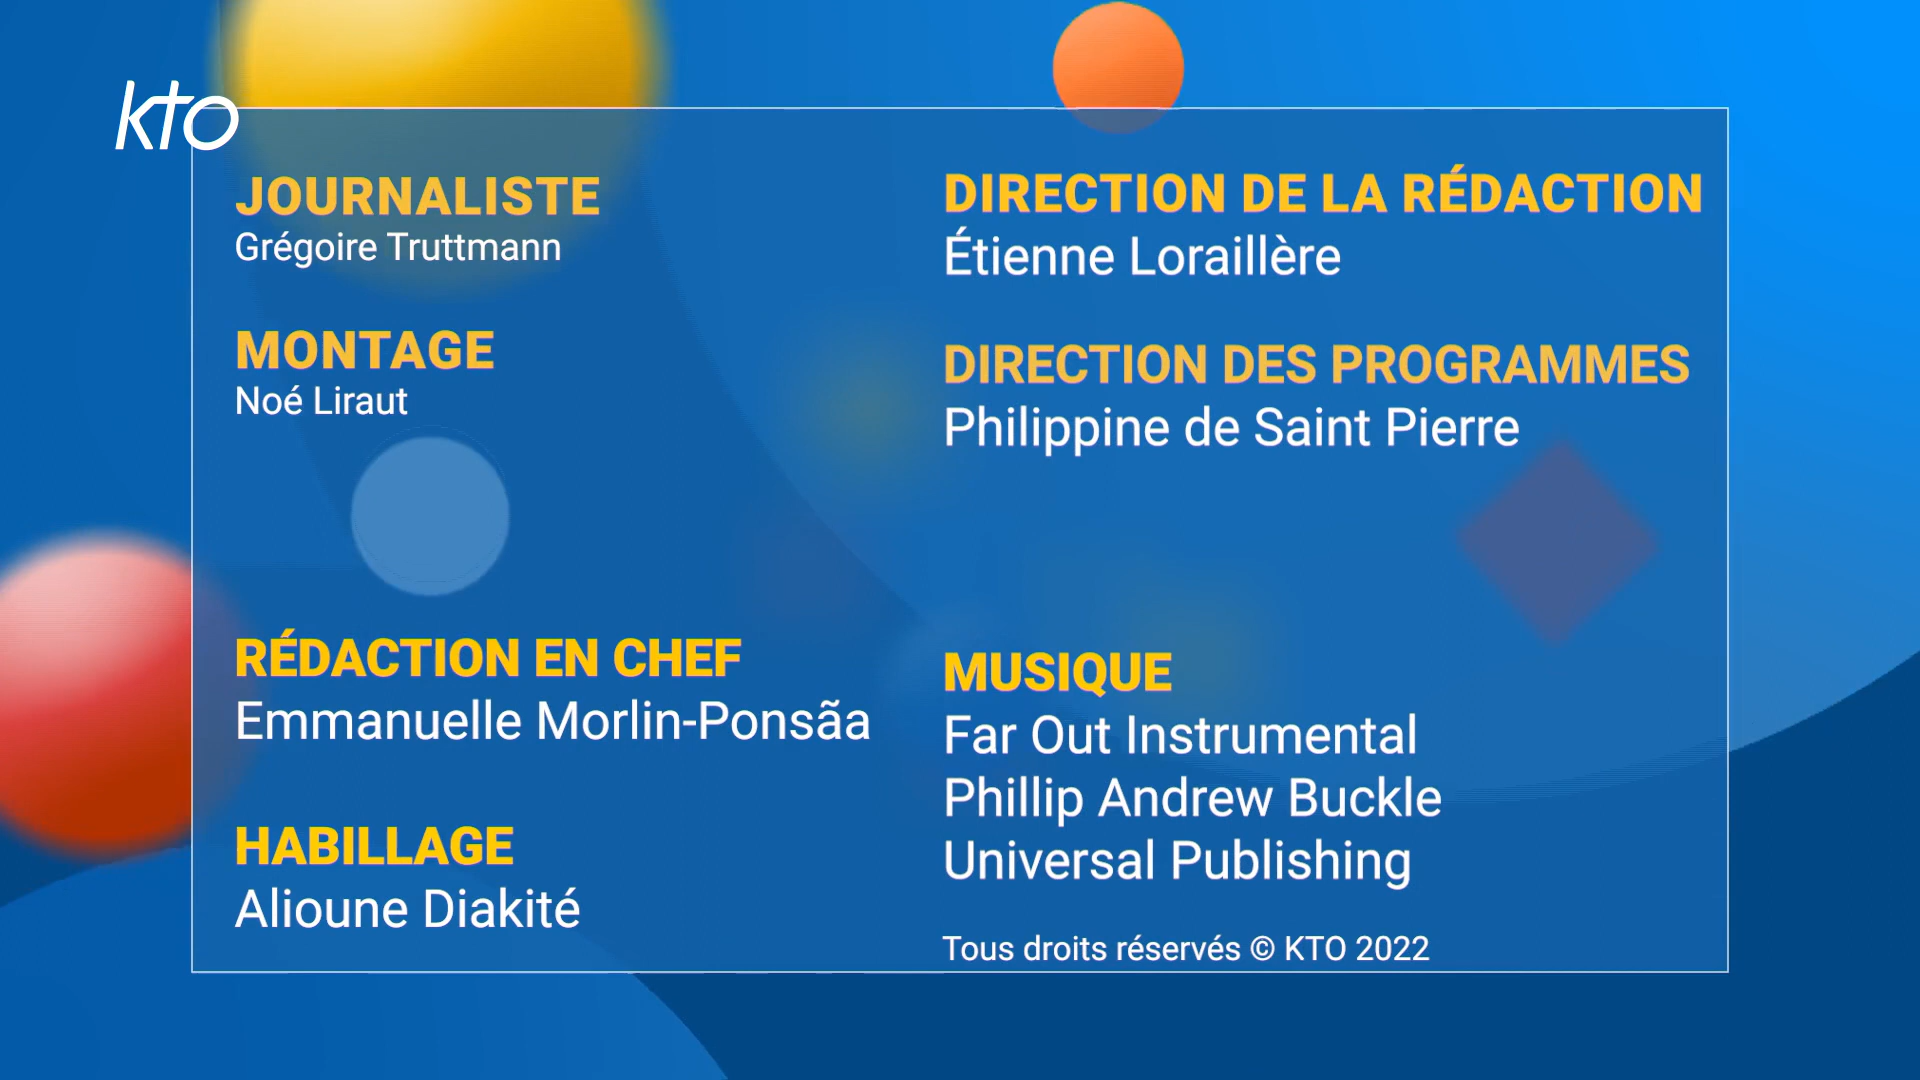 kto
JOURNALISTE
Grégoire Truttmann
MONTAGE
Noé Liraut
RÉDACTION EN CHEF
Emmanuelle Morlin-Ponsãa
HABILLAGE
Alioune Diakité
DIRECTION DE LA RÉDACTION
Étienne Loraillère
DIRECTION DES PROGRAMMES
Philippine de Saint Pierre
MUSIQUE
Far Out Instrumental
Phillip Andrew Buckle
Universal Publishing
Tous droits réservés © KTO 2022